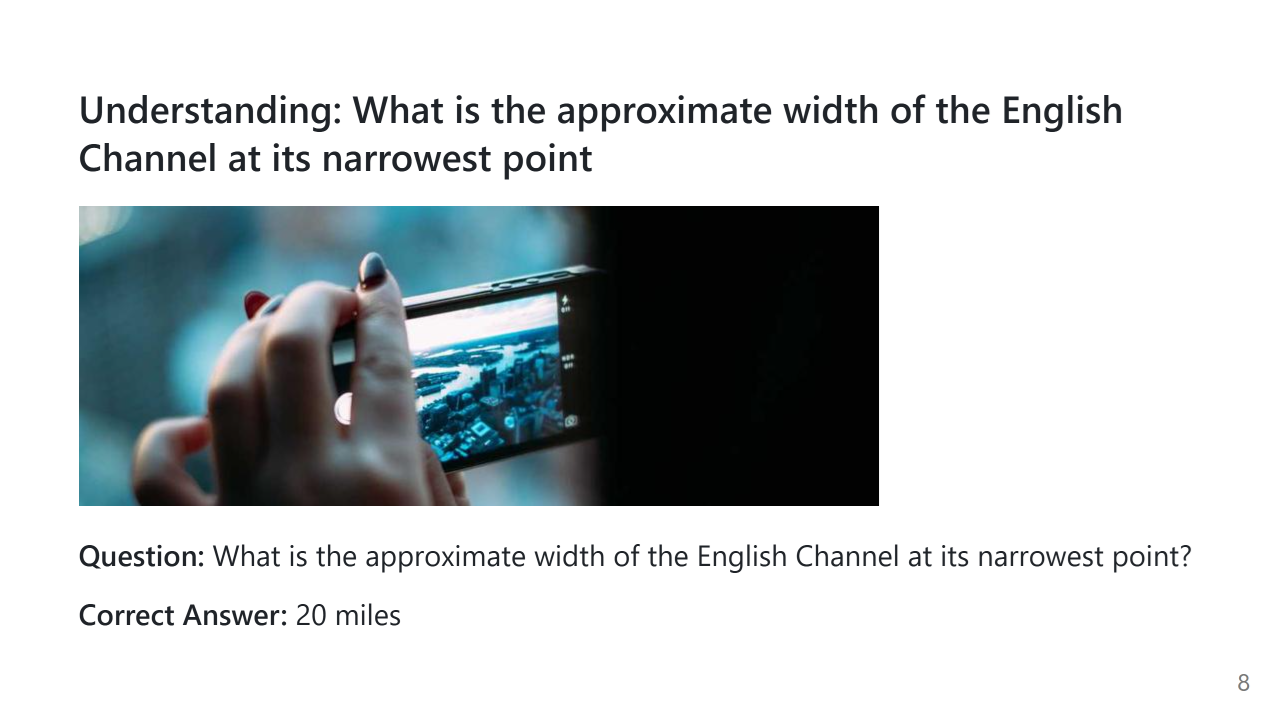 Understanding: What is the approximate width of the English
Channel at its narrowest point
Question: What is the approximate width of the English Channel at its narrowest point?
Correct Answer: 20 miles
8